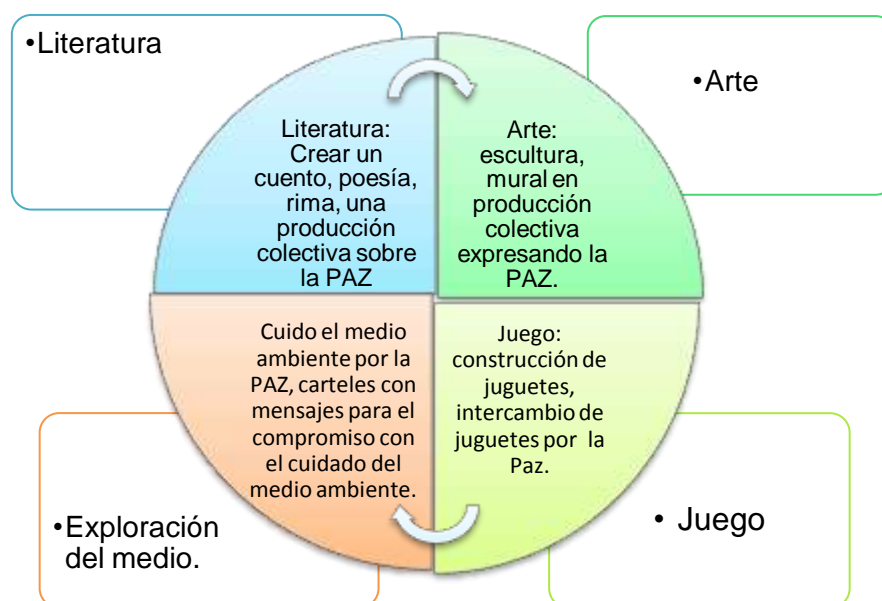 •Literatura
•Arte
Literatura:
Crear un
cuento, poesía,
rima, una
producción
colectiva sobre
la PAZ
Arte:
escultura,
mural en
producción
colectiva
expresando la
PAZ.
Cuido el medio
ambiente por la
PAZ, carteles con
mensajes para el
compromiso con
el cuidado del
medio ambiente.
Juego:
construcción de
juguetes,
intercambio de
juguetes por la
Paz.
•Exploración
del medio.
• Juego